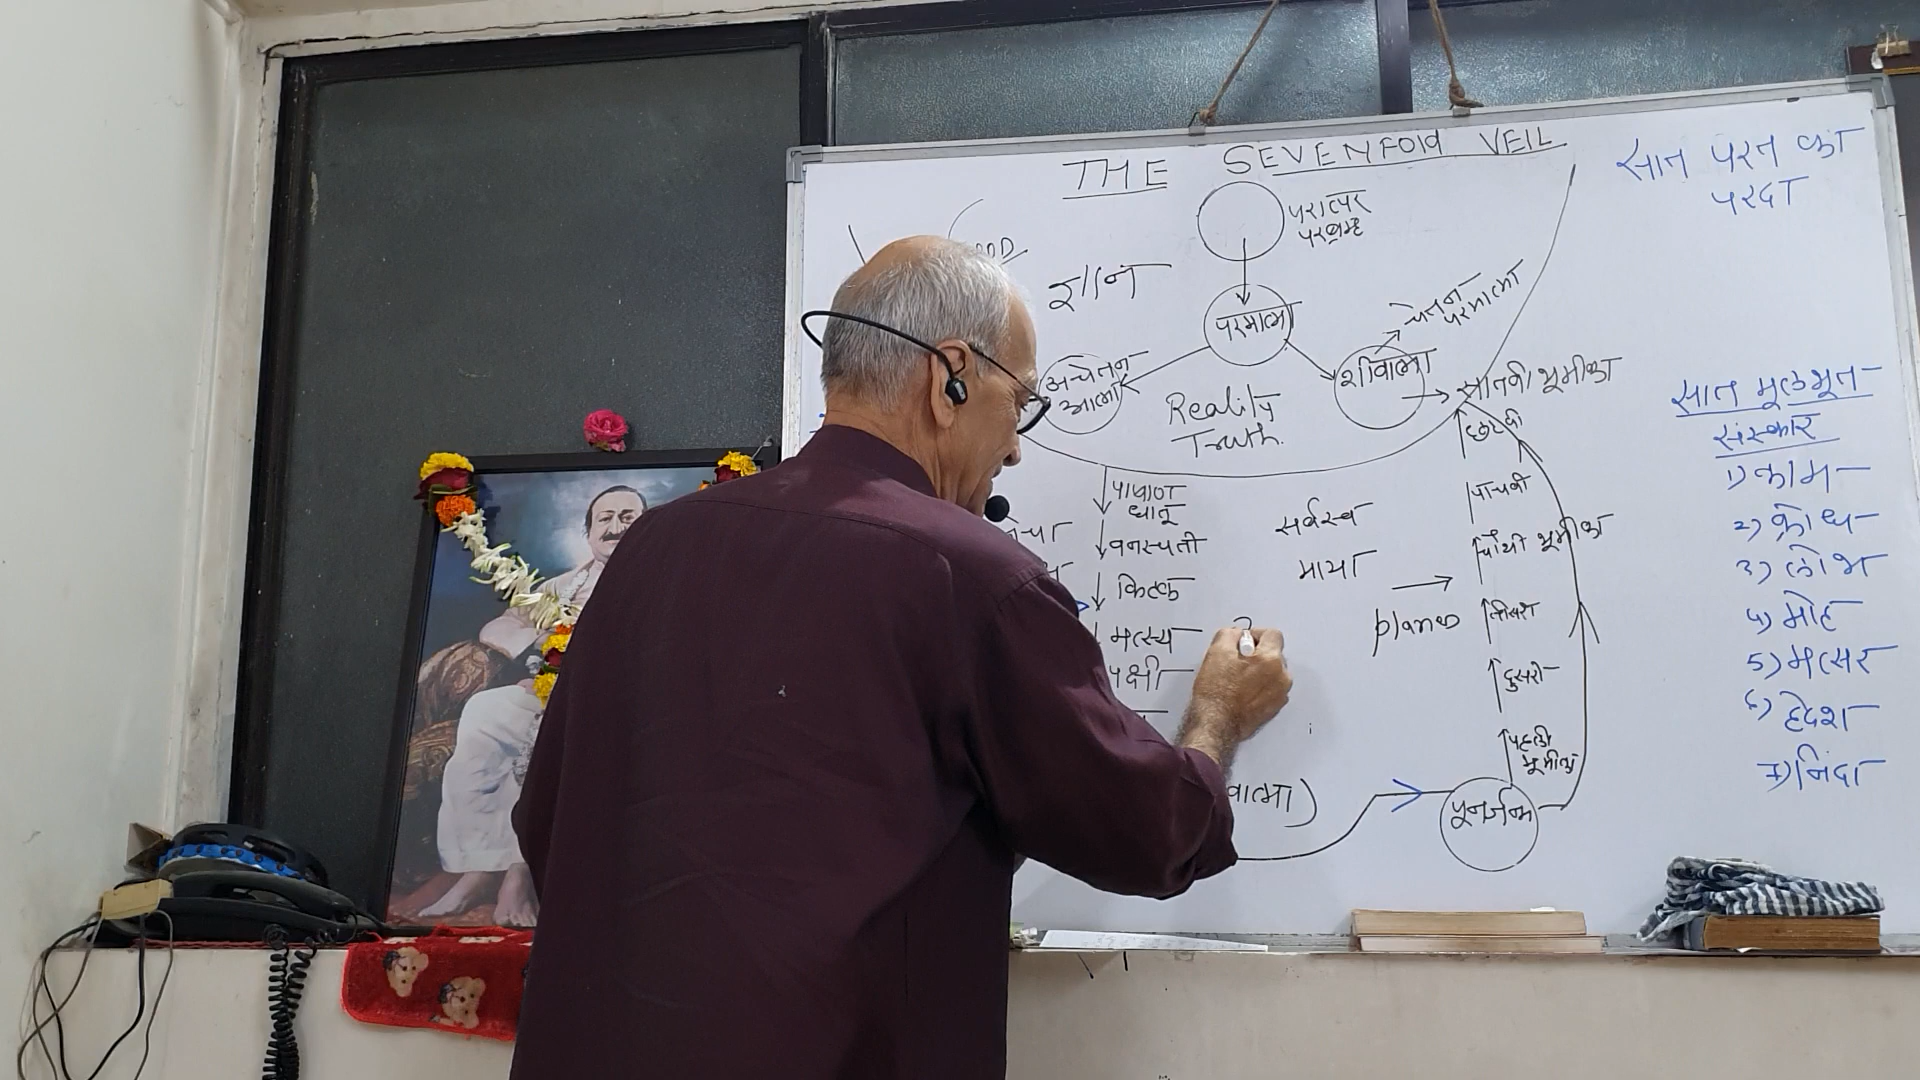 THE SEVENFOld VEIL
सात परत का
परदा
परात्पर
परब्रम्ह
ज्ञान
परमात्मा
चेतन
परमात्मा
अचेतन
आत्मा
शीवात्मा
सातवी भूमीका
Reality
Truth.
छटवी
पाषाण
धातू
पाचवी
सर्वस्व
वनस्पती
चौथी भूमीका
माया
किटक
planes
तीसरी
मत्स्य
पक्षी
दुसरी
पहली
भूमीका
वात्मा)
पूनर्जन्म
सात मूलभूत
संस्कार
1) काम
2) क्रोध
3) लोभ
4) मोह
5) मत्सर
6) द्वेश
7) निंदा